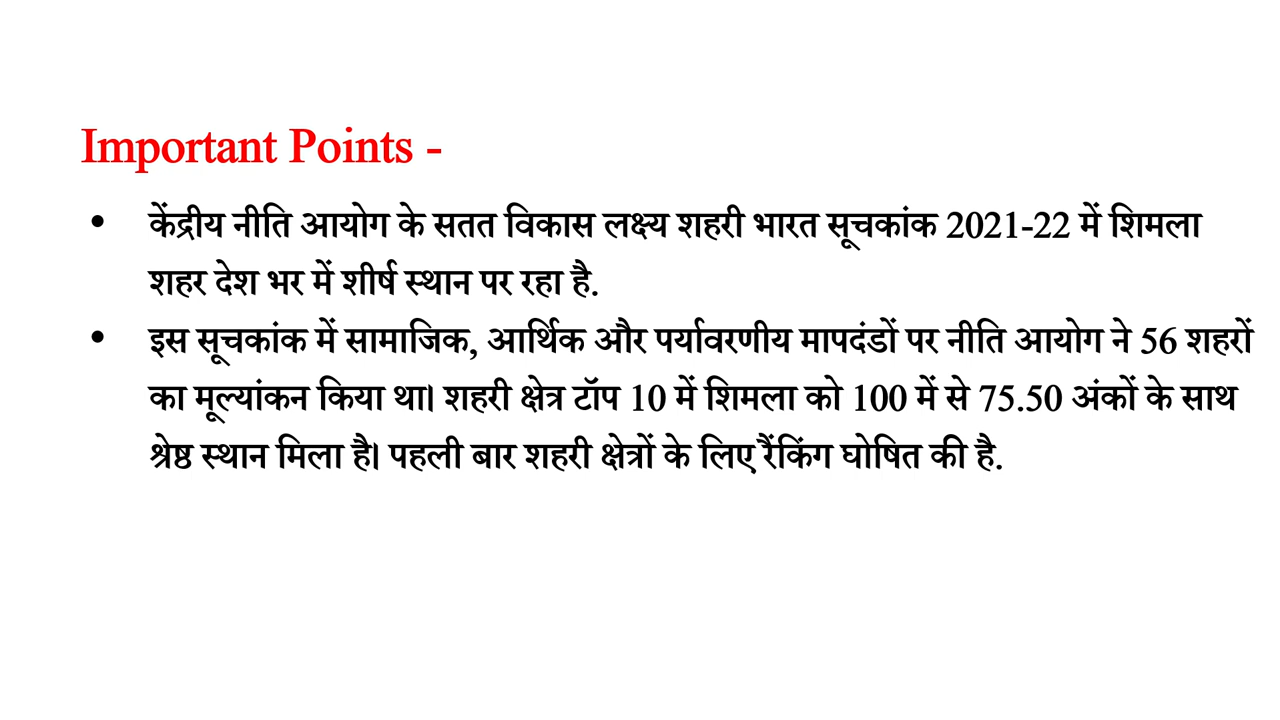 Important Points -
• केंद्रीय नीति आयोग के सतत विकास लक्ष्य शहरी भारत सूचकांक 2021-22 में शिमला
शहर देश भर में शीर्ष स्थान पर रहा है.
• इस सूचकांक में सामाजिक, आर्थिक और पर्यावरणीय मापदंडों पर नीति आयोग ने 56 शहरों
का मूल्यांकन किया था। शहरी क्षेत्र टॉप 10 में शिमला को 100 में से 75.50 अंकों के साथ
श्रेष्ठ स्थान मिला है। पहली बार शहरी क्षेत्रों के लिए रैंकिंग घोषित की है.